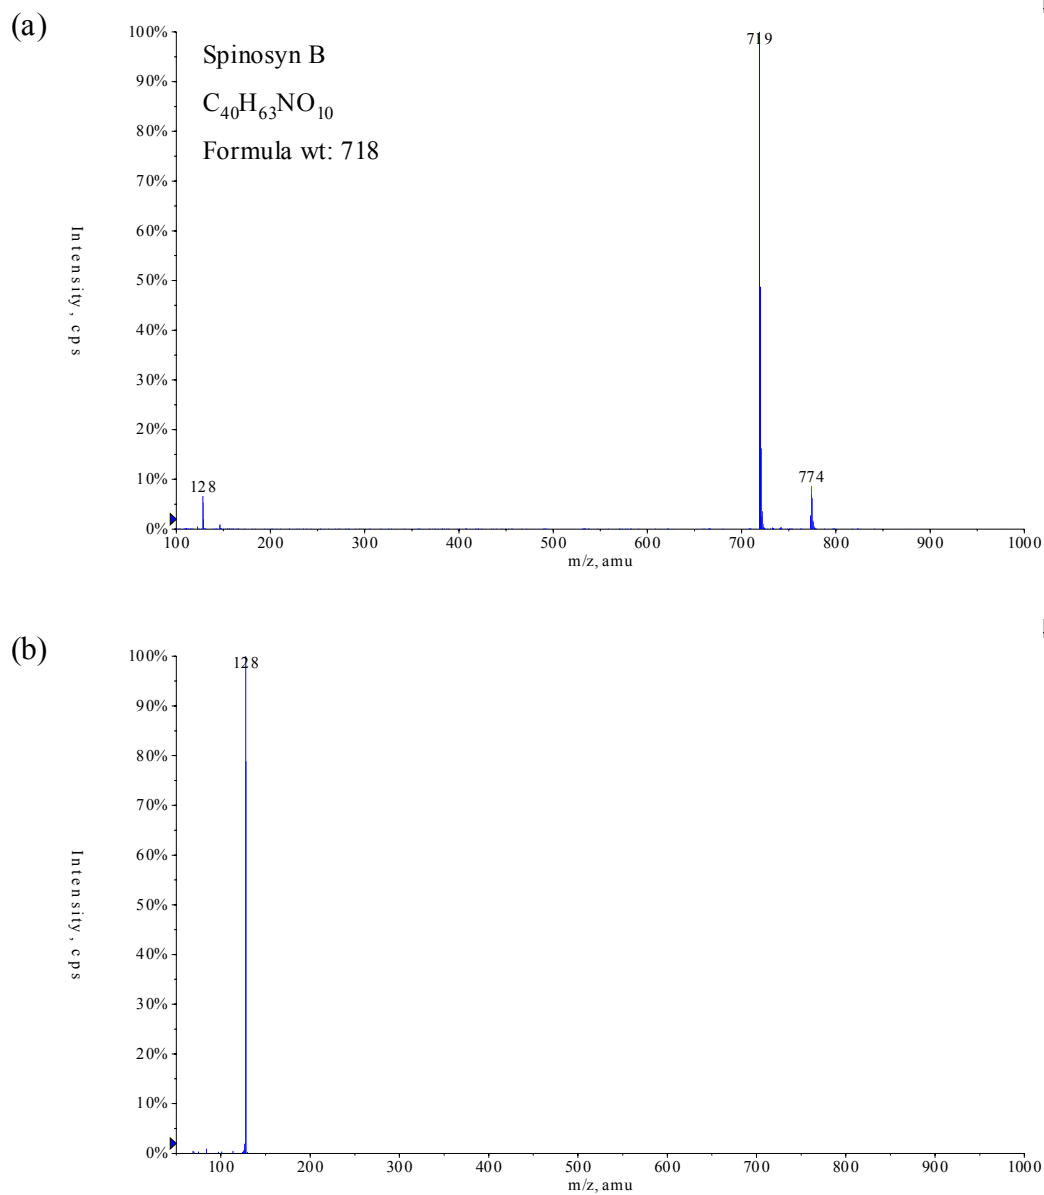 (a)
Spinosyn B
C₄₀H₆₃NO₁₀
Formula wt: 718
Intensity, cps
100%
90%
80%
70%
60%
50%
40%
30%
20%
10%
0%
719
774
128
100 200 300 400 500 600 700 800 900 1000
m/z, amu
(b)
Intensity, cps
100%
90%
80%
70%
60%
50%
40%
30%
20%
10%
0%
128
100 200 300 400 500 600 700 800 900 1000
m/z, amu